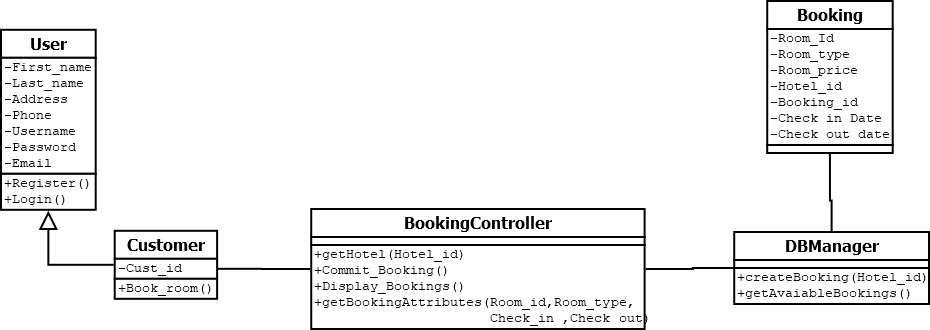 User
-First_name
-Last_name
-Address
-Phone
-Username
-Password
-Email
+Register()
+Login()
Customer
-Cust_id
+Book_room()
BookingController
+getHotel(Hotel_id)
+Commit_Booking()
+Display_Bookings()
+getBookingAttributes(Room_id,Room_type,
Check_in ,Check out)
Booking
-Room_Id
-Room_type
-Room_price
-Hotel_id
-Booking_id
-Check in Date
-Check out date
DBManager
+createBooking(Hotel_id)
+getAvaiableBookings()